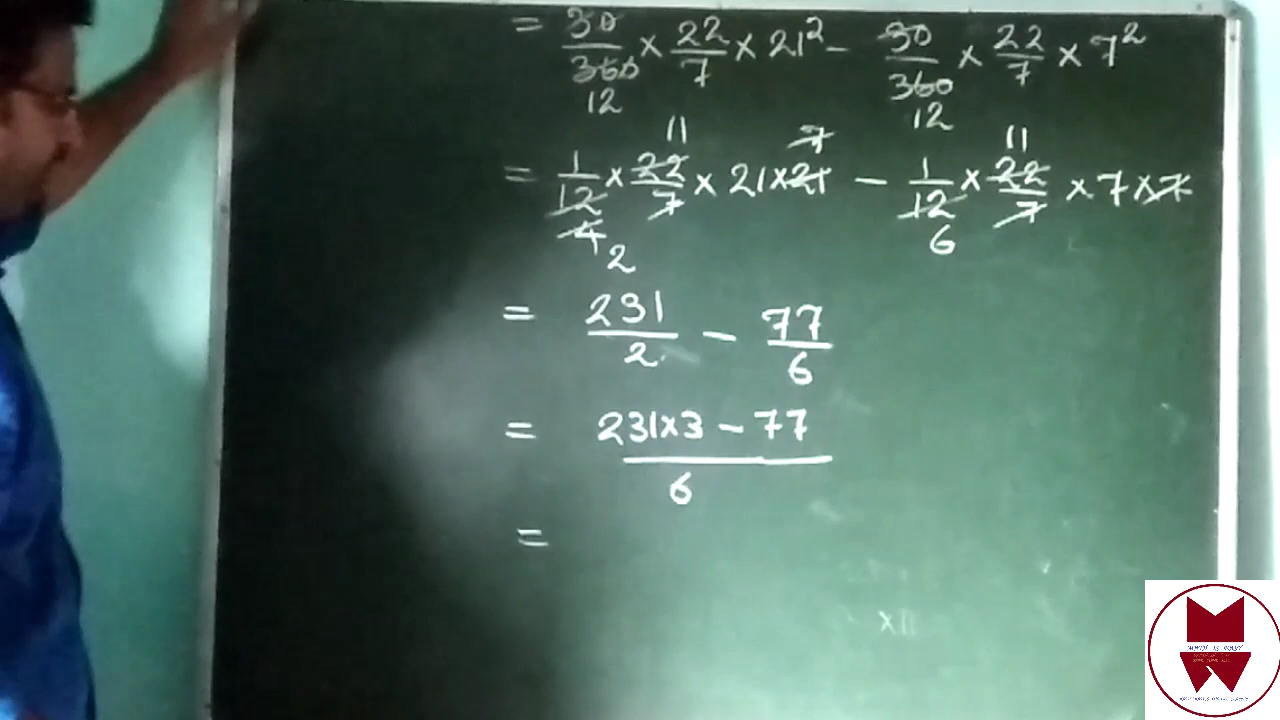 = 30/360 × 22/7 × 21² - 30/360 × 22/7 × 7²
12 12
11 7 11
= 1/12 × 22/7 × 21 × 21 - 1/12 × 22/7 × 7 × 7
4 6
2
= 231/2 - 77/6
= 231×3 - 77
6
=
×11